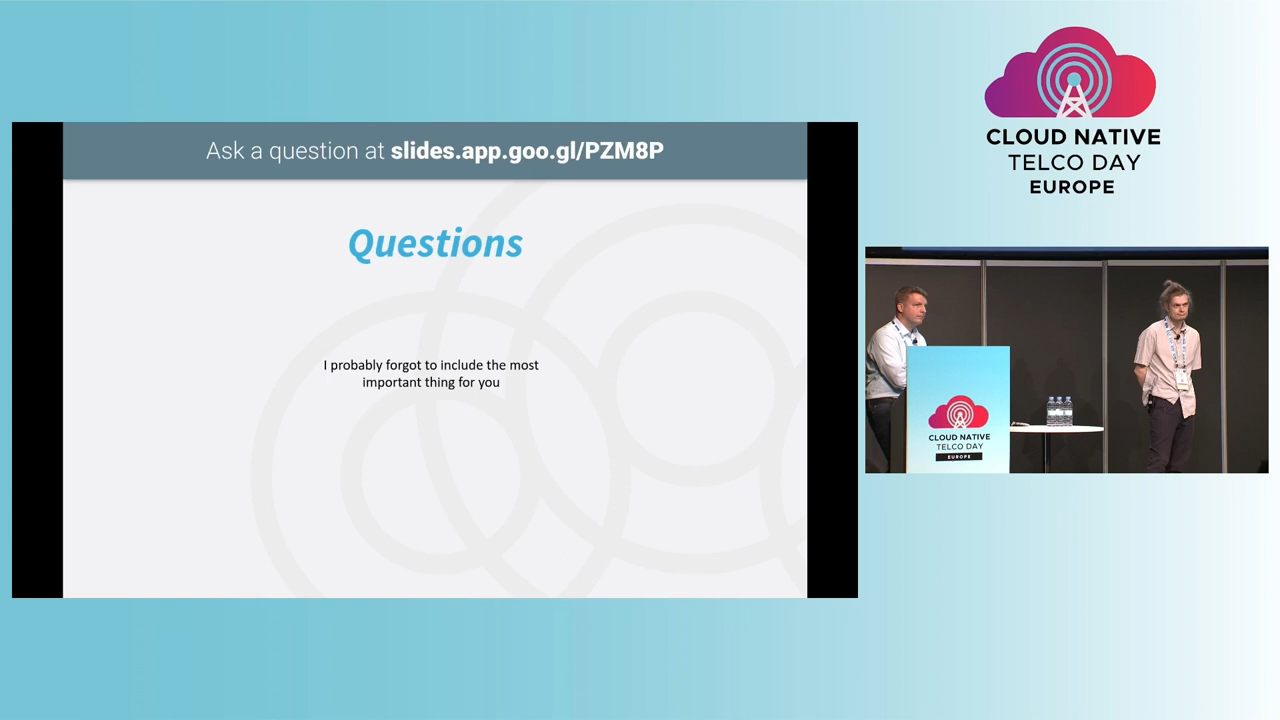 Ask a question at slides.app.goo.gl/PZM8P
Questions
I probably forgot to include the most
important thing for you
CLOUD NATIVE
TELCO DAY
EUROPE
CLOUD NATIVE
TELCO DAY
EUROPE